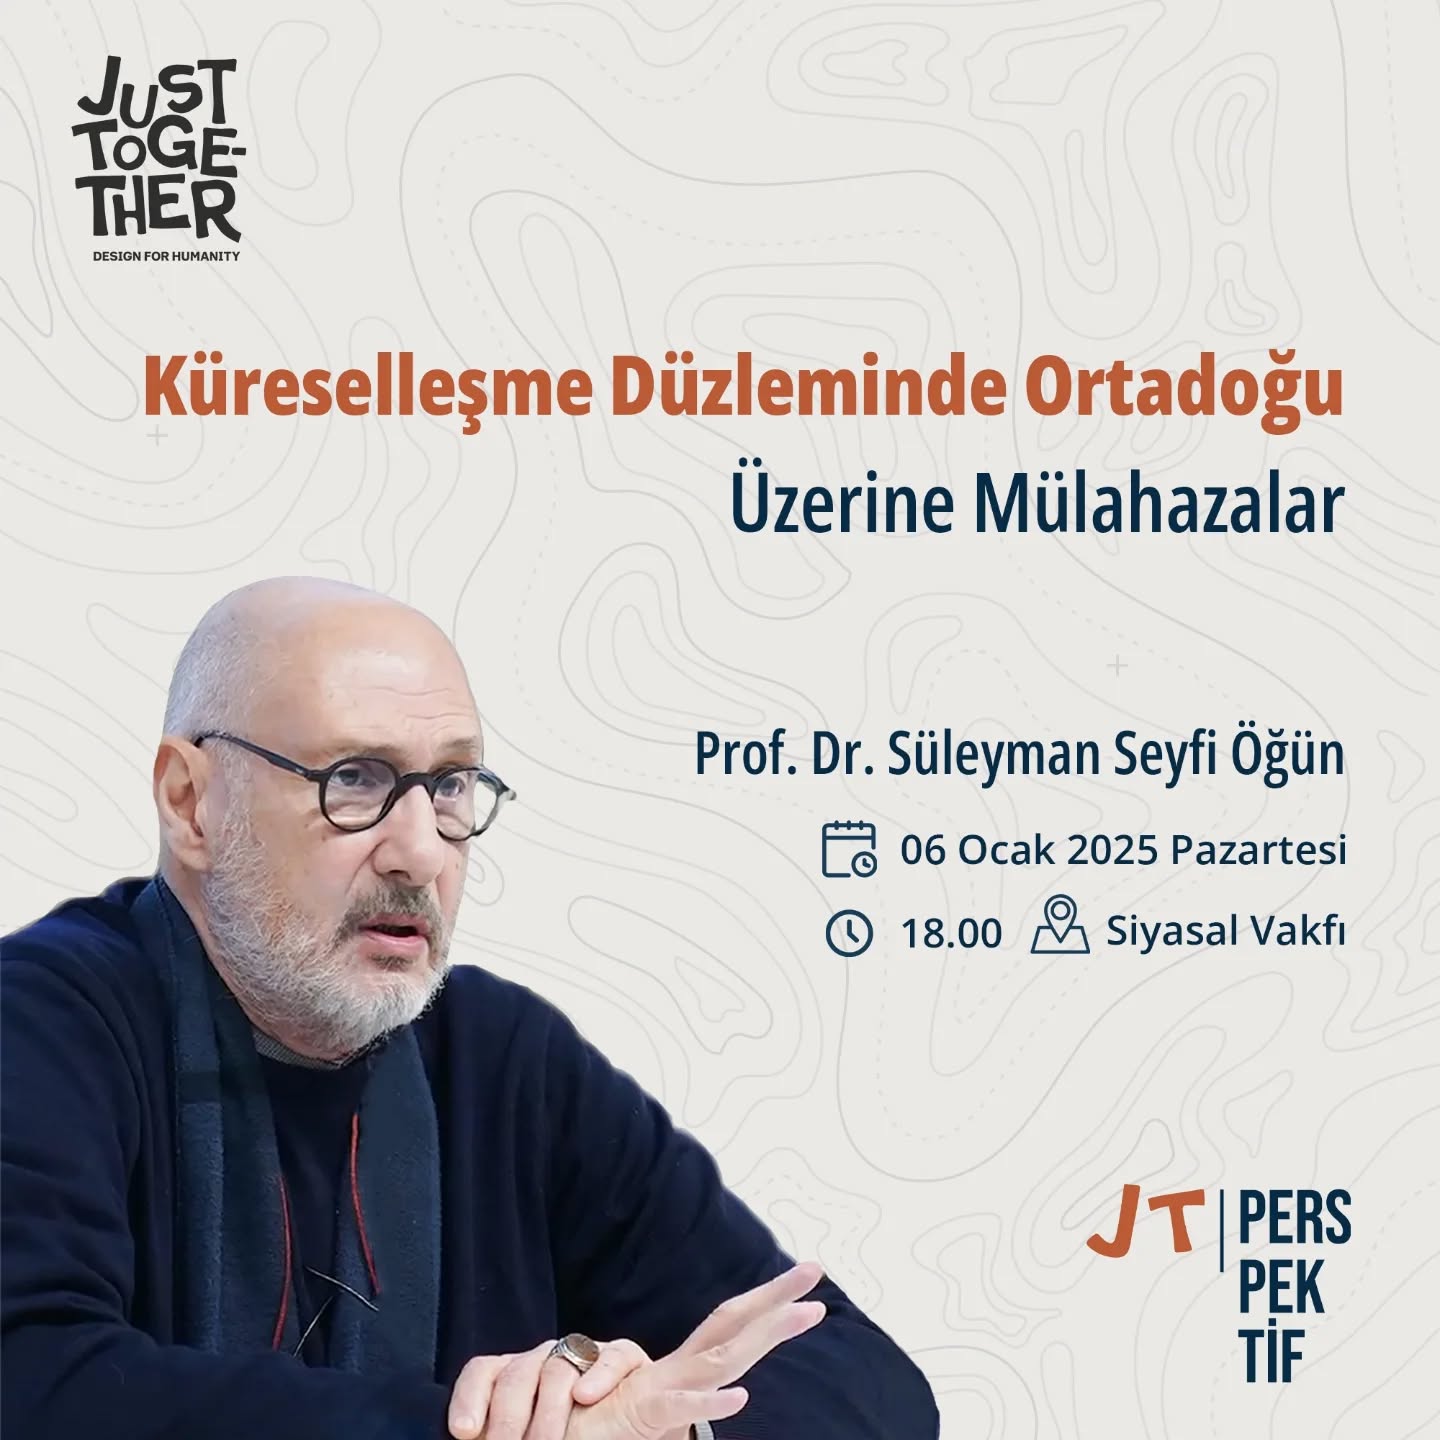 JUST
TOGE-
THER
DESIGN FOR HUMANITY
Küreselleşme Düzleminde Ortadoğu
Üzerine Mülahazalar
Prof. Dr. Süleyman Seyfi Öğün
06 Ocak 2025 Pazartesi
18.00 Siyasal Vakfı
JT PERS
PEK
TİF